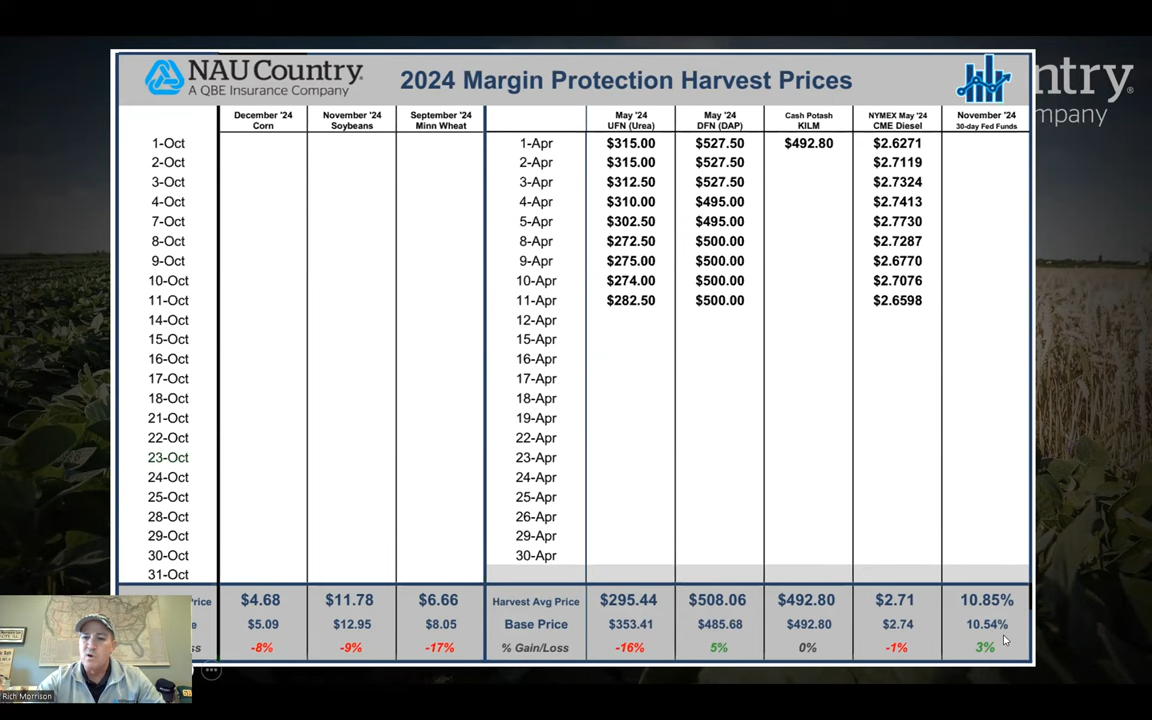 NAU Country®
A QBE Insurance Company
2024 Margin Protection Harvest Prices
ntry®
mpany
December '24 Corn November '24 Soybeans September '24 Minn Wheat May '24 UFN (Urea) May '24 DFN (DAP) Cash Potash KILM NYMEX May '24 CME Diesel November '24 30-day Fed Funds
1-Oct 1-Apr $315.00 $527.50 $492.80 $2.6271
2-Oct 2-Apr $315.00 $527.50 $2.7119
3-Oct 3-Apr $312.50 $527.50 $2.7324
4-Oct 4-Apr $310.00 $495.00 $2.7413
7-Oct 5-Apr $302.50 $495.00 $2.7730
8-Oct 8-Apr $272.50 $500.00 $2.7287
9-Oct 9-Apr $275.00 $500.00 $2.6770
10-Oct 10-Apr $274.00 $500.00 $2.7076
11-Oct 11-Apr $282.50 $500.00 $2.6598
14-Oct 12-Apr
15-Oct 15-Apr
16-Oct 16-Apr
17-Oct 17-Apr
18-Oct 18-Apr
21-Oct 19-Apr
22-Oct 22-Apr
23-Oct 23-Apr
24-Oct 24-Apr
25-Oct 25-Apr
28-Oct 26-Apr
29-Oct 29-Apr
30-Oct 30-Apr
31-Oct
rice $4.68 $11.78 $6.66 Harvest Avg Price $295.44 $508.06 $492.80 $2.71 10.85%
e $5.09 $12.95 $8.05 Base Price $353.41 $485.68 $492.80 $2.74 10.54%
ss -8% -9% -17% % Gain/Loss -16% 5% 0% -1% 3%
Rich Morrison